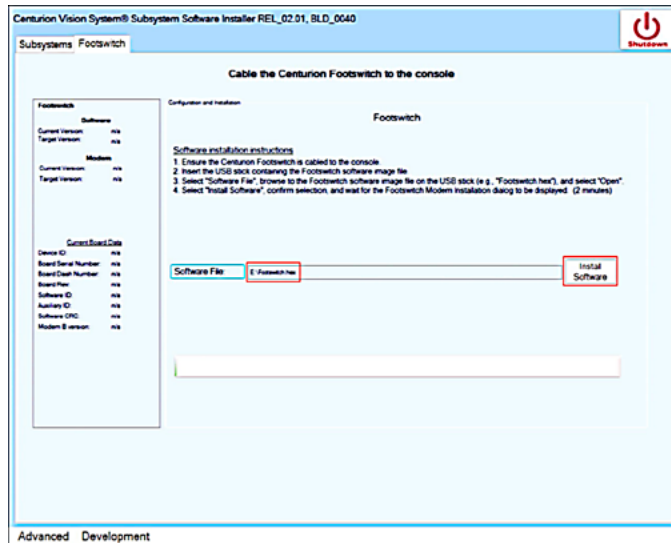 Centurion Vision System® Subsystem Software Installer REL_02.01, BLD_0040
Shutdown
Subsystems Footswitch
Cable the Centurion Footswitch to the console
Footswitch
Software
Current Version: n/a
Target Version: n/a
Modem
Current Version: n/a
Target Version: n/a
Current Board Data
Device ID: n/a
Board Serial Number: n/a
Board Dash Number: n/a
Board Rev: n/a
Software ID: n/a
Auxiliary ID: n/a
Software CRC: n/a
Modem B version: n/a
Configuration and Installation
Footswitch
Software installation instructions
1. Ensure the Centurion Footswitch is cabled to the console.
2. Insert the USB stick containing the Footswitch software image file
3. Select "Software File", browse to the Footswitch software image file on the USB stick (e.g., "Footswitch.hex"), and select "Open".
4. Select "Install Software", confirm selection, and wait for the Footswitch Modem Installation dialog to be displayed. (2 minutes)
Software File: E:\Footswitch.hex
Install
Software
Advanced Development